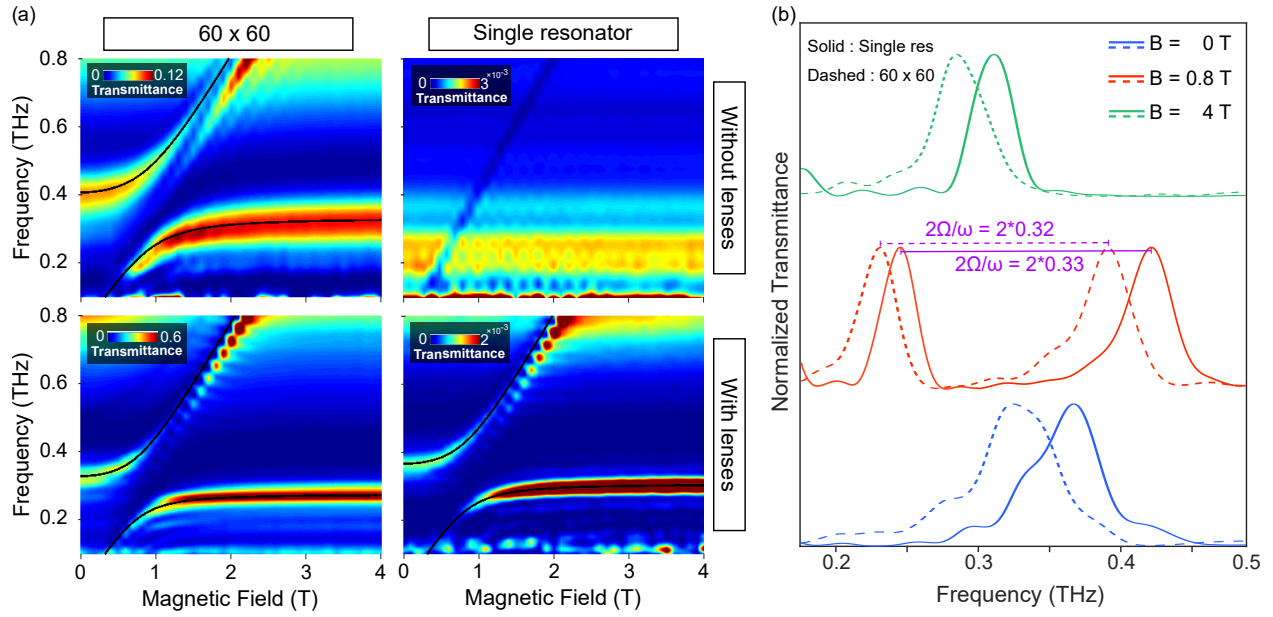 (a)
60 x 60
Single resonator
Frequency (THz)
0.8
0.6
0.4
0.2
0 0.12
Transmittance
0 3 ×10⁻³
Transmittance
Without lenses
Frequency (THz)
0.8
0.6
0.4
0.2
0 0.6
Transmittance
0 2 ×10⁻³
Transmittance
With lenses
0 1 2 3 4
0 1 2 3 4
Magnetic Field (T)
Magnetic Field (T)
(b)
Solid : Single res
Dashed : 60 x 60
B = 0 T
B = 0.8 T
B = 4 T
2Ω/ω = 2*0.32
2Ω/ω = 2*0.33
Normalized Transmittance
0.2 0.3 0.4 0.5
Frequency (THz)